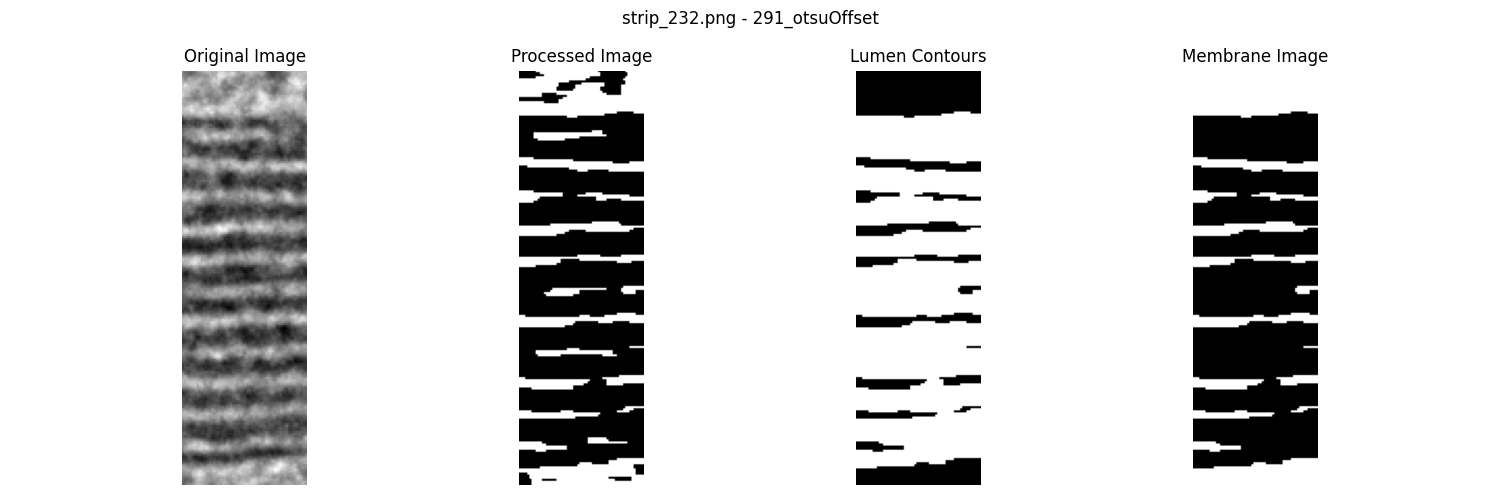 strip_232.png - 291_otsuOffset
Original Image
Processed Image
Lumen Contours
Membrane Image